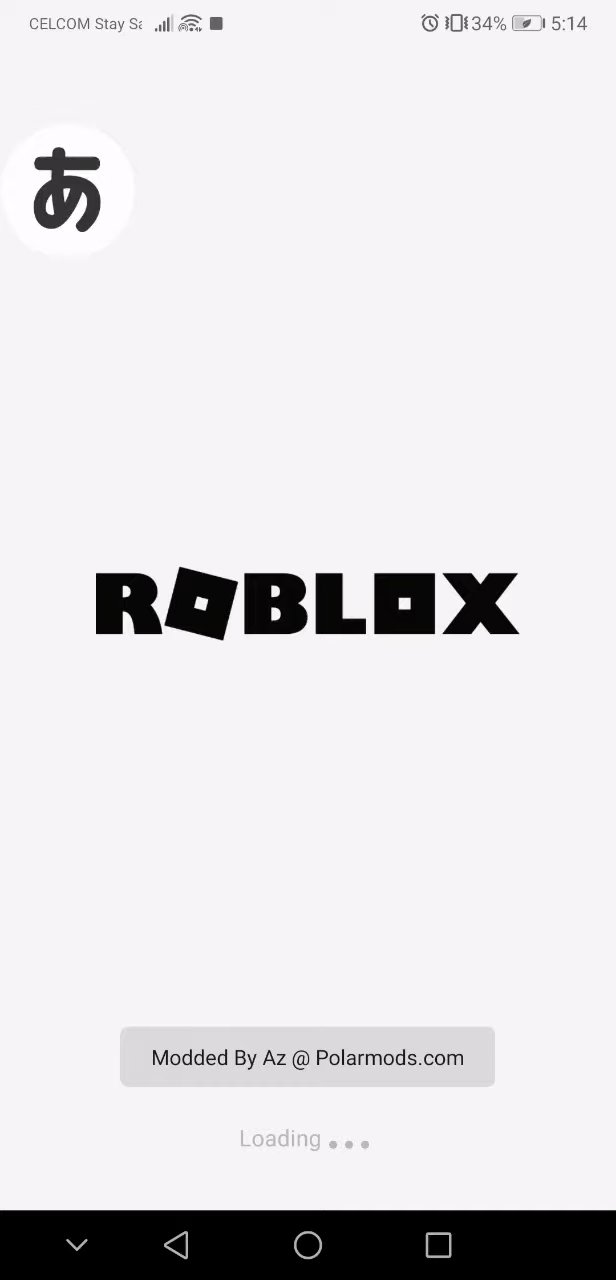 CELCOM Stay Sa
34%
5:14
あ
ROBLOX
Modded By Az @ Polarmods.com
Loading...